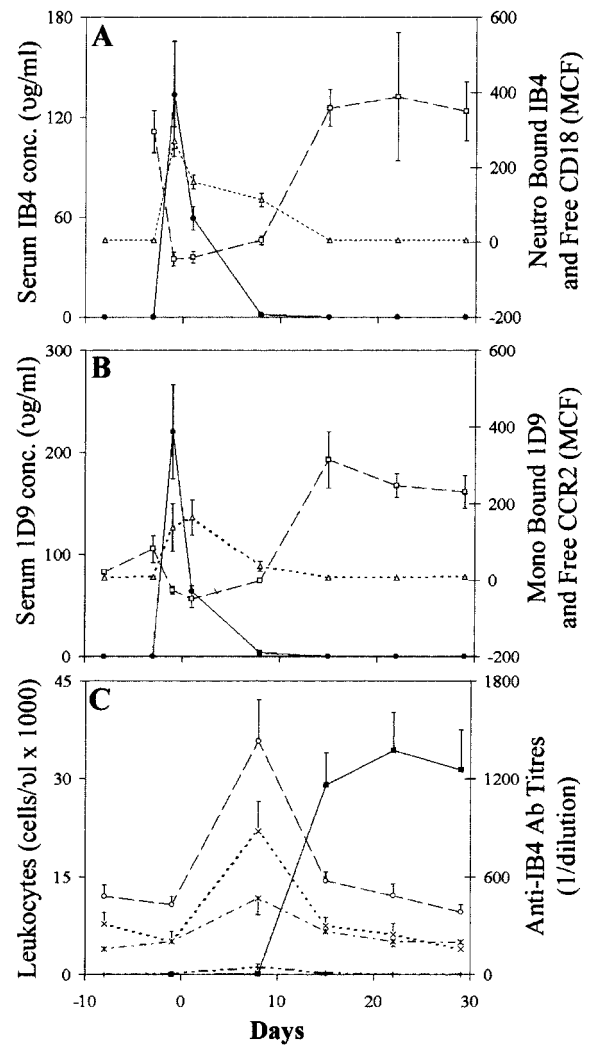 A
180
120
60
0
Serum IB4 conc. (υg/ml)
600
400
200
0
-200
Neutro Bound IB4
and Free CD18 (MCF)
B
300
200
100
0
Serum 1D9 conc. (υg/ml)
600
400
200
0
-200
Mono Bound 1D9
and Free CCR2 (MCF)
C
45
30
15
0
Leukocytes (cells/υl x 1000)
1800
1200
600
0
Anti-IB4 Ab Titres
(1/dilution)
-10 0 10 20 30
Days